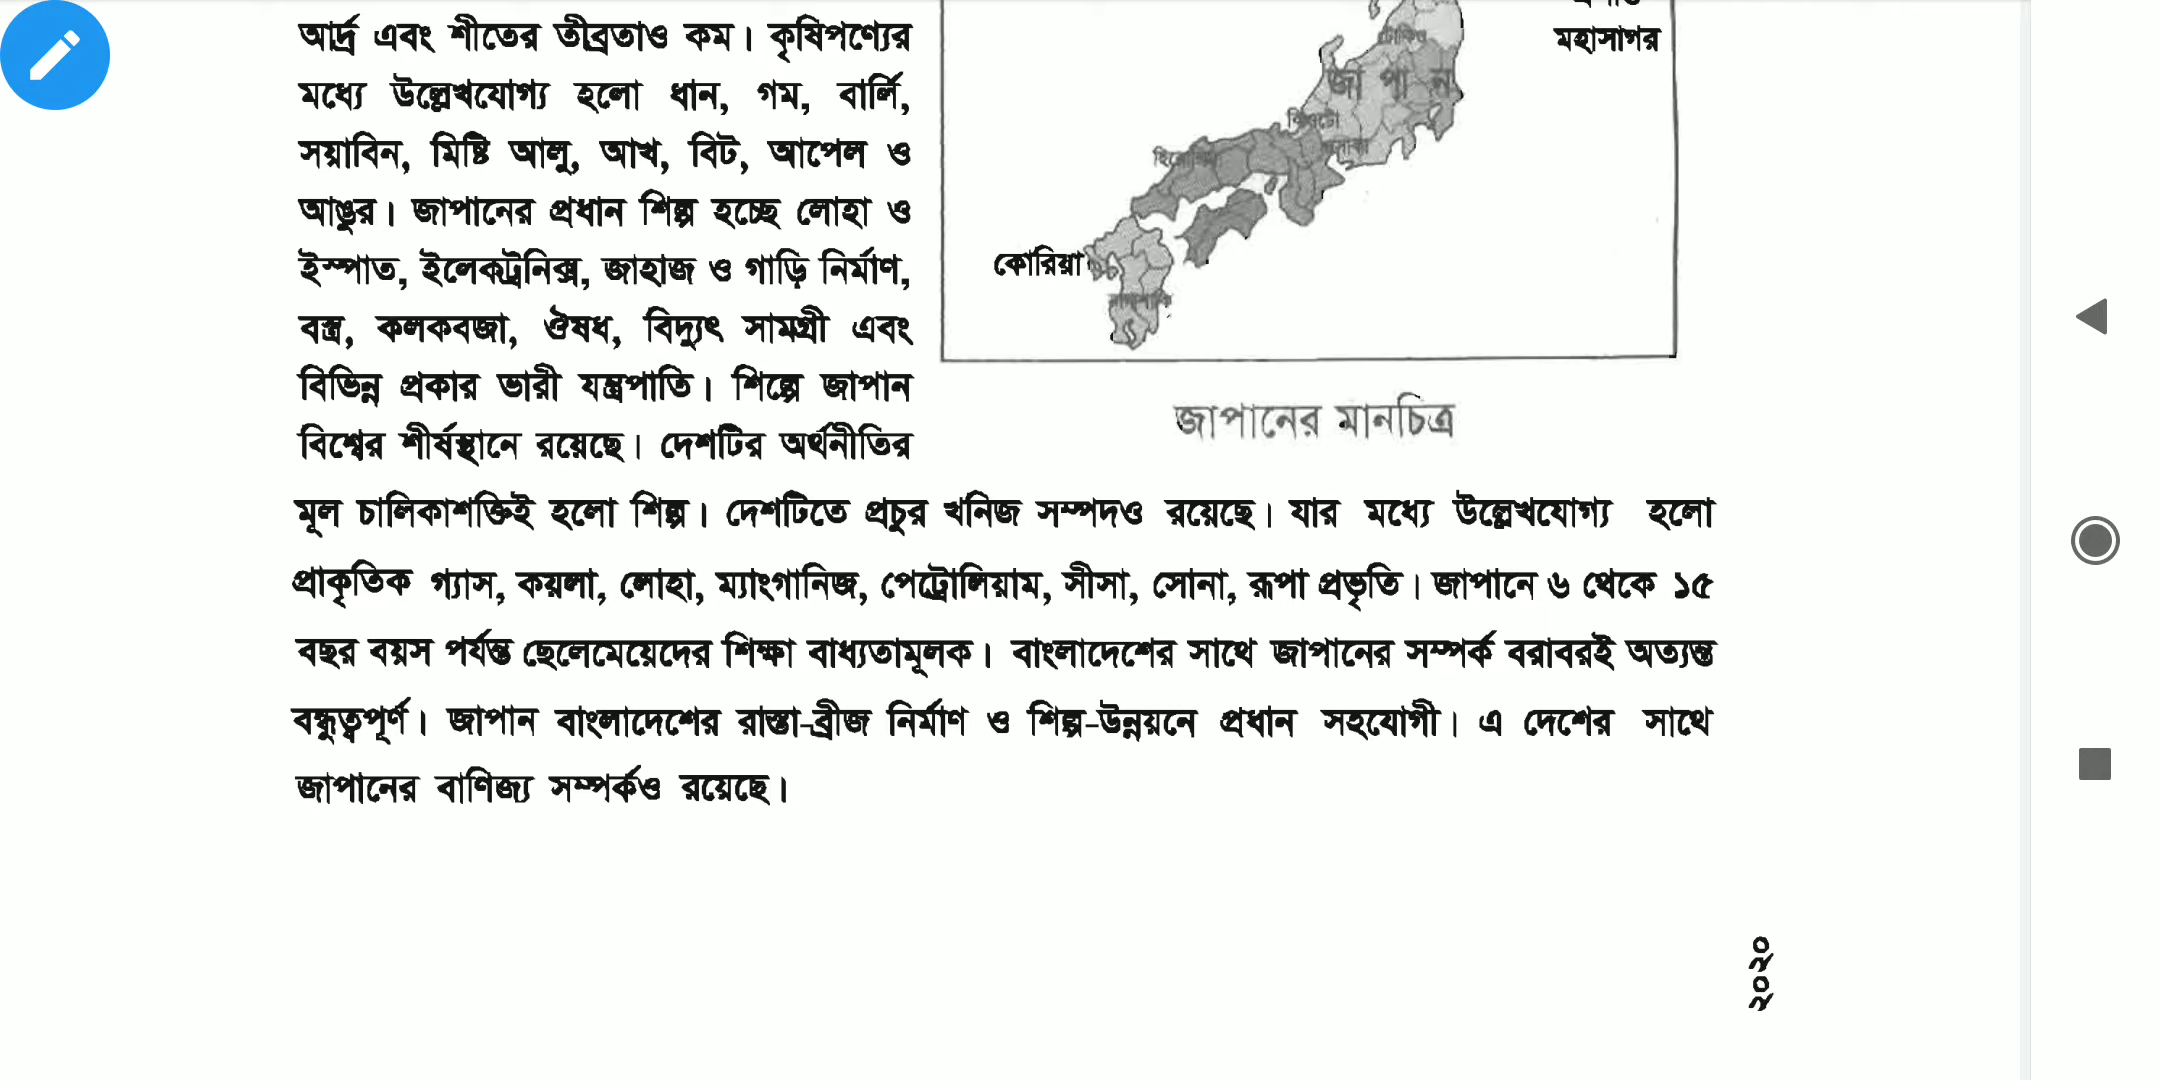 আর্দ্র এবং শীতের তীব্রতাও কম। কৃষিপণ্যের
মধ্যে উল্লেখযোগ্য হলো ধান, গম, বার্লি,
সয়াবিন, মিষ্টি আলু, আখ, বিট, আপেল ও
আঙুর। জাপানের প্রধান শিল্প হচ্ছে লোহা ও
ইস্পাত, ইলেকট্রনিক্স, জাহাজ ও গাড়ি নির্মাণ,
বস্ত্র, কলকবজা, ঔষধ, বিদ্যুৎ সামগ্রী এবং
বিভিন্ন প্রকার ভারী যন্ত্রপাতি। শিল্পে জাপান
বিশ্বের শীর্ষস্থানে রয়েছে। দেশটির অর্থনীতির
মহাসাগর
টোকিও
জাপান
কোরিয়া
জাপানের মানচিত্র
মূল চালিকাশক্তিই হলো শিল্প। দেশটিতে প্রচুর খনিজ সম্পদও রয়েছে। যার মধ্যে উল্লেখযোগ্য হলো
প্রাকৃতিক গ্যাস, কয়লা, লোহা, ম্যাংগানিজ, পেট্রোলিয়াম, সীসা, সোনা, রূপা প্রভৃতি। জাপানে ৬ থেকে ১৫
বছর বয়স পর্যন্ত ছেলেমেয়েদের শিক্ষা বাধ্যতামূলক। বাংলাদেশের সাথে জাপানের সম্পর্ক বরাবরই অত্যন্ত
বন্ধুত্বপূর্ণ। জাপান বাংলাদেশের রাস্তা-ব্রীজ নির্মাণ ও শিল্প-উন্নয়নে প্রধান সহযোগী। এ দেশের সাথে
জাপানের বাণিজ্য সম্পর্কও রয়েছে।
২০২০